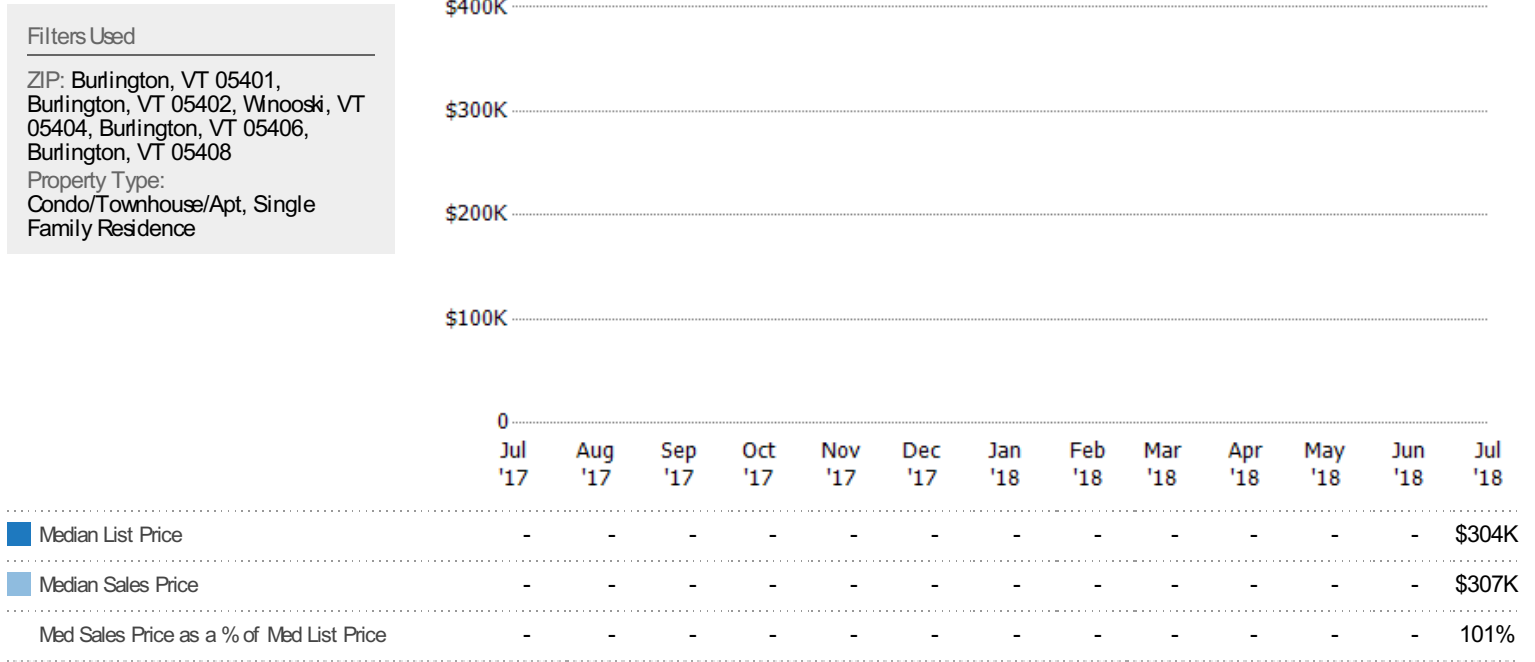 Filters Used
ZIP: Burlington, VT 05401,
Burlington, VT 05402, Winooski, VT
05404, Burlington, VT 05406,
Burlington, VT 05408
Property Type:
Condo/Townhouse/Apt, Single
Family Residence
$400K
$300K
$200K
$100K
0
Jul Aug Sep Oct Nov Dec Jan Feb Mar Apr May Jun Jul
'17 '17 '17 '17 '17 '17 '18 '18 '18 '18 '18 '18 '18
Median List Price - - - - - - - - - - - - $304K
Median Sales Price - - - - - - - - - - - - $307K
Med Sales Price as a % of Med List Price - - - - - - - - - - - - 101%